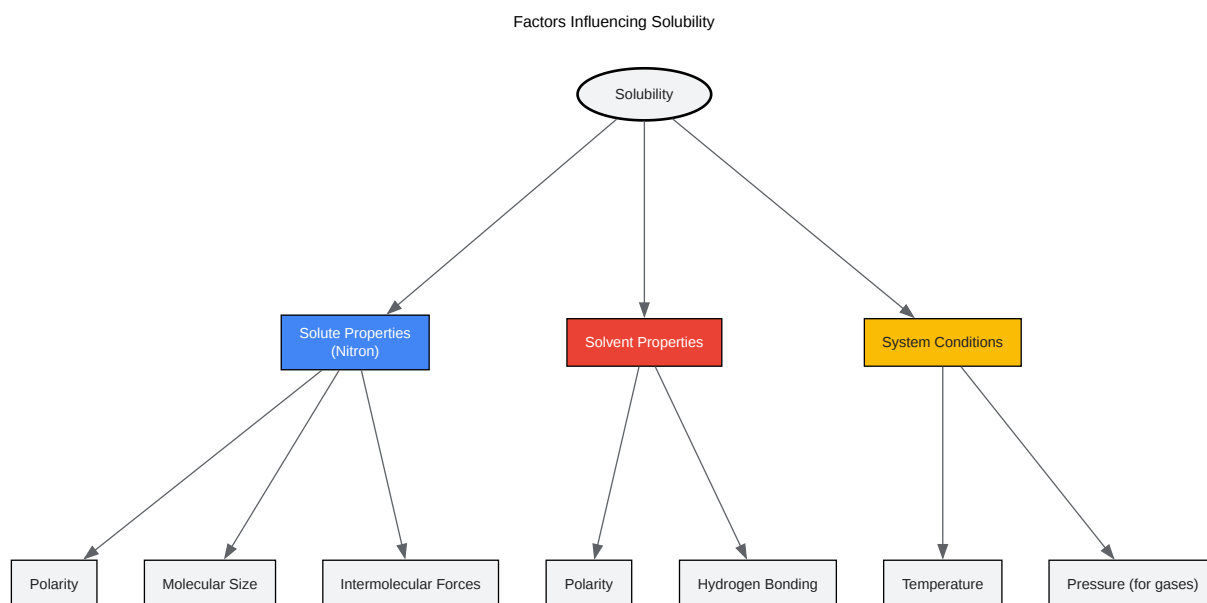 Factors Influencing Solubility
Solubility
Solute Properties
(Nitron)
Solvent Properties
System Conditions
Polarity
Molecular Size
Intermolecular Forces
Polarity
Hydrogen Bonding
Temperature
Pressure (for gases)